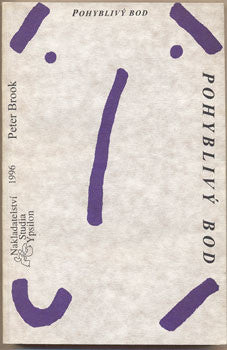 POHYBLIVÝ BOD
POHYBLIVÝ BOD
Peter Brook
1996
Nakladatelství
Studia
Ypsilon